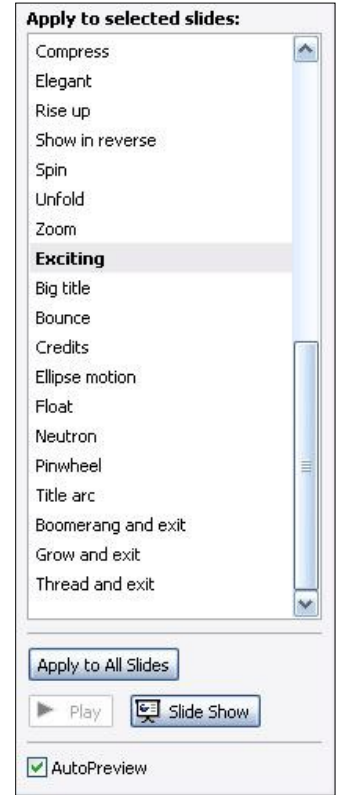 Apply to selected slides:
Compress
Elegant
Rise up
Show in reverse
Spin
Unfold
Zoom
Exciting
Big title
Bounce
Credits
Ellipse motion
Float
Neutron
Pinwheel
Title arc
Boomerang and exit
Grow and exit
Thread and exit
Apply to All Slides
Play Slide Show
AutoPreview